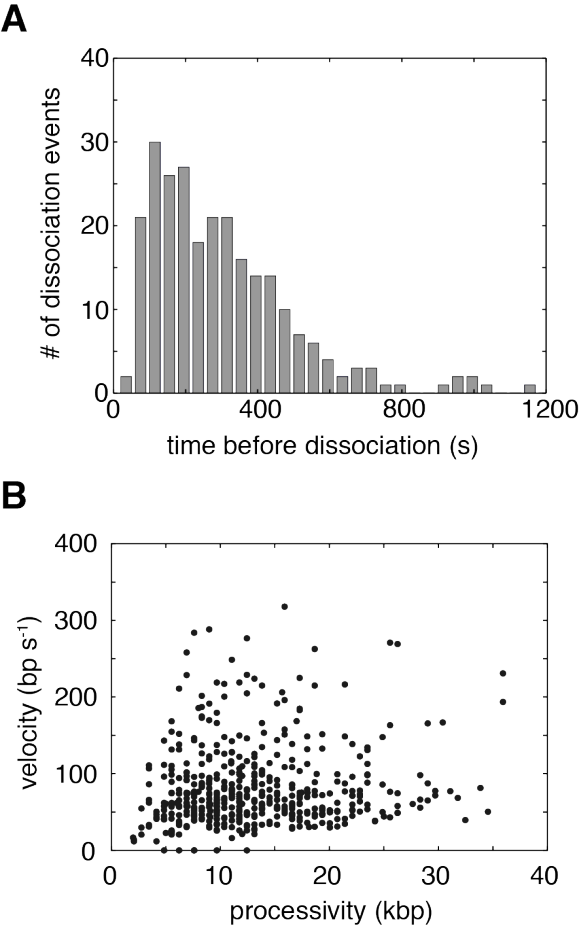 A
40
30
20
10
0
# of dissociation events
0 400 800 1200
time before dissociation (s)
B
400
300
200
100
0
velocity (bp s-1)
0 10 20 30 40
processivity (kbp)